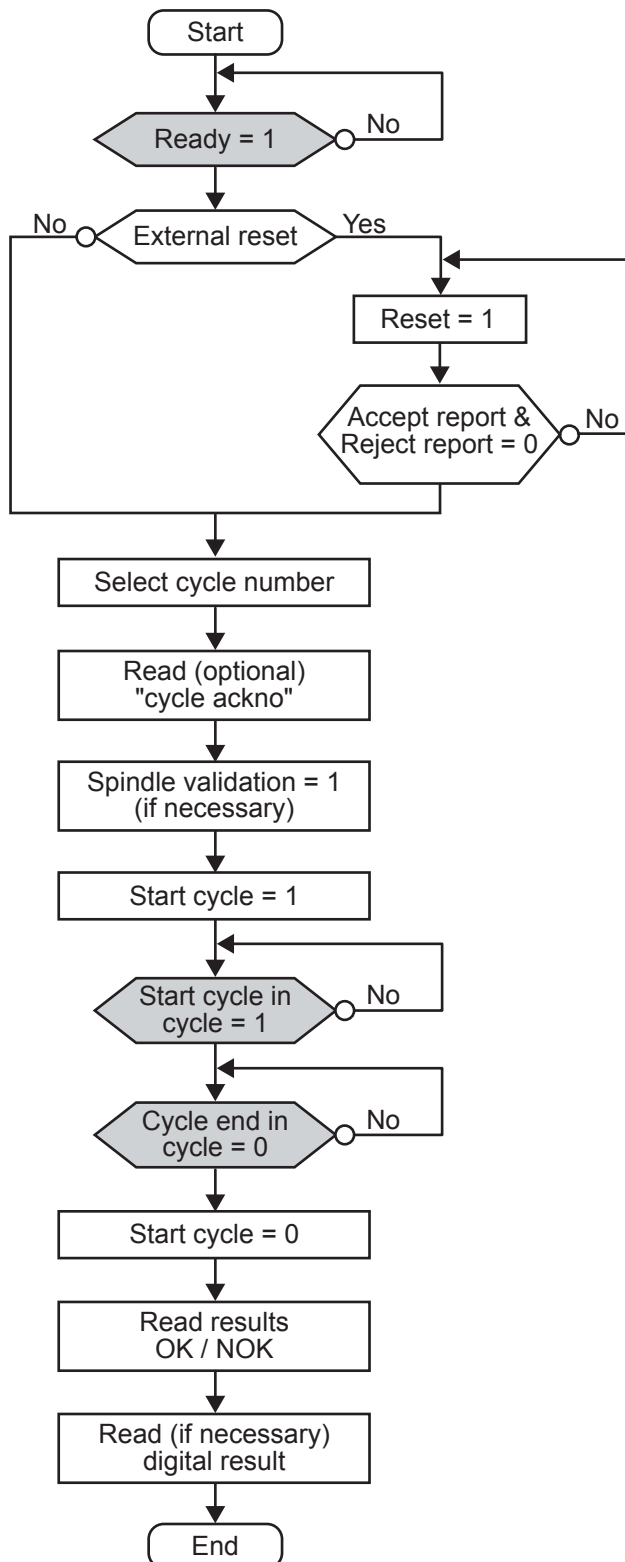 Start
Ready = 1
No
No
External reset
Yes
Reset = 1
Accept report &
Reject report = 0
No
Select cycle number
Read (optional)
"cycle ackno"
Spindle validation = 1
(if necessary)
Start cycle = 1
Start cycle in
cycle = 1
No
Cycle end in
cycle = 0
No
Start cycle = 0
Read results
OK / NOK
Read (if necessary)
digital result
End